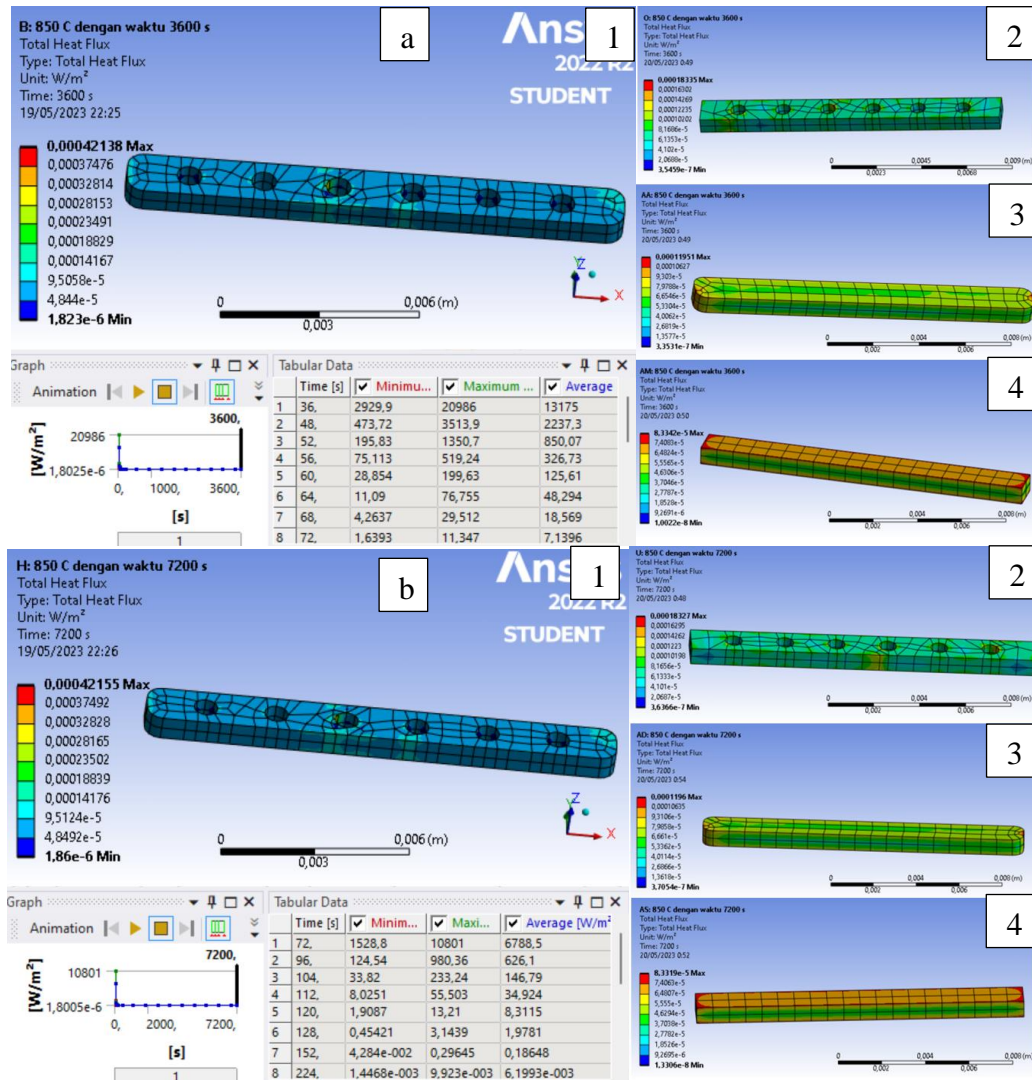 B: 850 C dengan waktu 3600 s
Total Heat Flux
Type: Total Heat Flux
Unit: W/m²
Time: 3600 s
19/05/2023 22:25
a
Ans
1
2022 R2
STUDENT
0,00042138 Max
0,00037476
0,00032814
0,00028153
0,00023491
0,00018829
0,00014167
9,5058e-5
4,844e-5
1,823e-6 Min
0
0,006 (m)
0,003
Z
X
Graph
Animation
3600,
20986
1,8025e-6
[W/m²]
0, 1000, 3600,
[s]
1
Tabular Data
Time [s] Minimu... Maximum ... Average
1 36, 2929,9 20986 13175
2 48, 473,72 3513,9 2237,3
3 52, 195,83 1350,7 850,07
4 56, 75,113 519,24 326,73
5 60, 28,854 199,63 125,61
6 64, 11,09 76,755 48,294
7 68, 4,2637 29,512 18,569
8 72, 1,6393 11,347 7,1396
O: 850 C dengan waktu 3600 s
Total Heat Flux
Type: Total Heat Flux
Unit: W/m²
Time: 3600 s
20/05/2023 0:49
2
0,00018335 Max
0,00016302
0,00014269
0,00012235
0,00010202
8,1686e-5
6,1353e-5
4,102e-5
2,0688e-5
3,5459e-7 Min
0
0,0045
0,009 (m)
0,0023
0,0068
AA: 850 C dengan waktu 3600 s
Total Heat Flux
Type: Total Heat Flux
Unit: W/m²
Time: 3600 s
20/05/2023 0:49
3
0,00011951 Max
0,00010627
9,303e-5
7,9788e-5
6,6546e-5
5,3304e-5
4,0062e-5
2,6819e-5
1,3577e-5
3,3531e-7 Min
0
0,004
0,008 (m)
0,002
0,006
AM: 850 C dengan waktu 3600 s
Total Heat Flux
Type: Total Heat Flux
Unit: W/m²
Time: 3600 s
20/05/2023 0:50
4
8,3342e-5 Max
7,4083e-5
6,4824e-5
5,5565e-5
4,6306e-5
3,7046e-5
2,7787e-5
1,8528e-5
9,2691e-6
1,0022e-8 Min
0
0,004
0,008 (m)
0,002
0,006
H: 850 C dengan waktu 7200 s
Total Heat Flux
Type: Total Heat Flux
Unit: W/m²
Time: 7200 s
19/05/2023 22:26
b
Ans
1
2022 R2
STUDENT
0,00042155 Max
0,00037492
0,00032828
0,00028165
0,00023502
0,00018839
0,00014176
9,5124e-5
4,8492e-5
1,86e-6 Min
0
0,006 (m)
0,003
Z
X
Graph
Animation
7200,
10801
1,8005e-6
[W/m²]
0, 2000, 7200,
[s]
1
Tabular Data
Time [s] Minim... Maxi... Average [W/m²
1 72, 1528,8 10801 6788,5
2 96, 124,54 980,36 626,1
3 104, 33,82 233,24 146,79
4 112, 8,0251 55,503 34,924
5 120, 1,9087 13,21 8,3115
6 128, 0,45421 3,1439 1,9781
7 152, 4,284e-002 0,29645 0,18648
8 224, 1,4468e-003 9,923e-003 6,1993e-003
U: 850 C dengan waktu 7200 s
Total Heat Flux
Type: Total Heat Flux
Unit: W/m²
Time: 7200 s
20/05/2023 0:48
2
0,00018327 Max
0,00016295
0,00014262
0,0001223
0,00010198
8,1656e-5
6,1333e-5
4,101e-5
2,0687e-5
3,6366e-7 Min
0
0,004
0,008 (m)
0,002
0,006
AD: 850 C dengan waktu 7200 s
Total Heat Flux
Type: Total Heat Flux
Unit: W/m²
Time: 7200 s
20/05/2023 0:54
3
0,0001196 Max
0,00010635
9,3106e-5
7,9858e-5
6,661e-5
5,3362e-5
4,0114e-5
2,6866e-5
1,3618e-5
3,7054e-7 Min
0
0,004
0,008 (m)
0,002
0,006
AS: 850 C dengan waktu 7200 s
Total Heat Flux
Type: Total Heat Flux
Unit: W/m²
Time: 7200 s
20/05/2023 0:52
4
8,3319e-5 Max
7,4063e-5
6,4807e-5
5,555e-5
4,6294e-5
3,7038e-5
2,7782e-5
1,8526e-5
9,2695e-6
1,3306e-8 Min
0
0,004
0,008 (m)
0,002
0,006